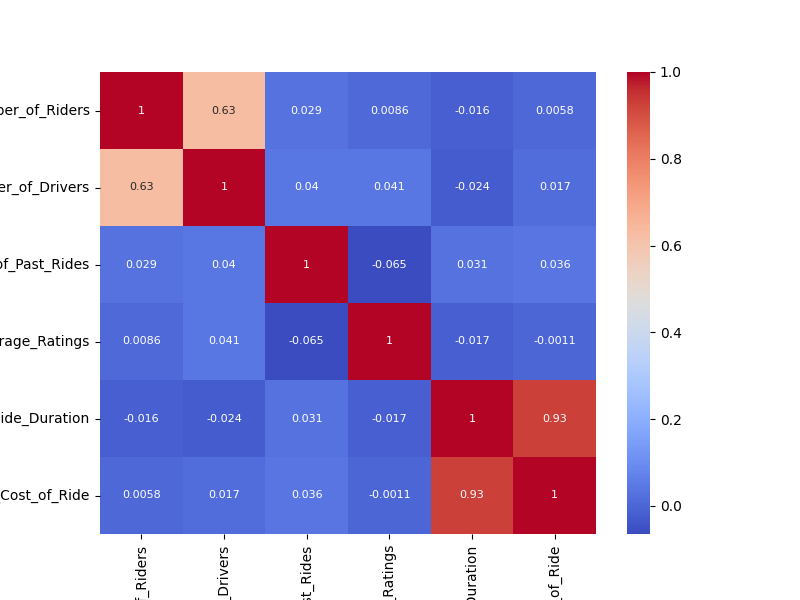 1.0
ber_of_Riders 1 0.63 0.029 0.0086 -0.016 0.0058
0.8
er_of_Drivers 0.63 1 0.04 0.041 -0.024 0.017
0.6
of_Past_Rides 0.029 0.04 1 -0.065 0.031 0.036
0.4
rage_Ratings 0.0086 0.041 -0.065 1 -0.017 -0.0011
0.2
ide_Duration -0.016 -0.024 0.031 -0.017 1 0.93
_Cost_of_Ride 0.0058 0.017 0.036 -0.0011 0.93 1
0.0
f_Riders
_Drivers
st_Rides
_Ratings
Duration
of_Ride